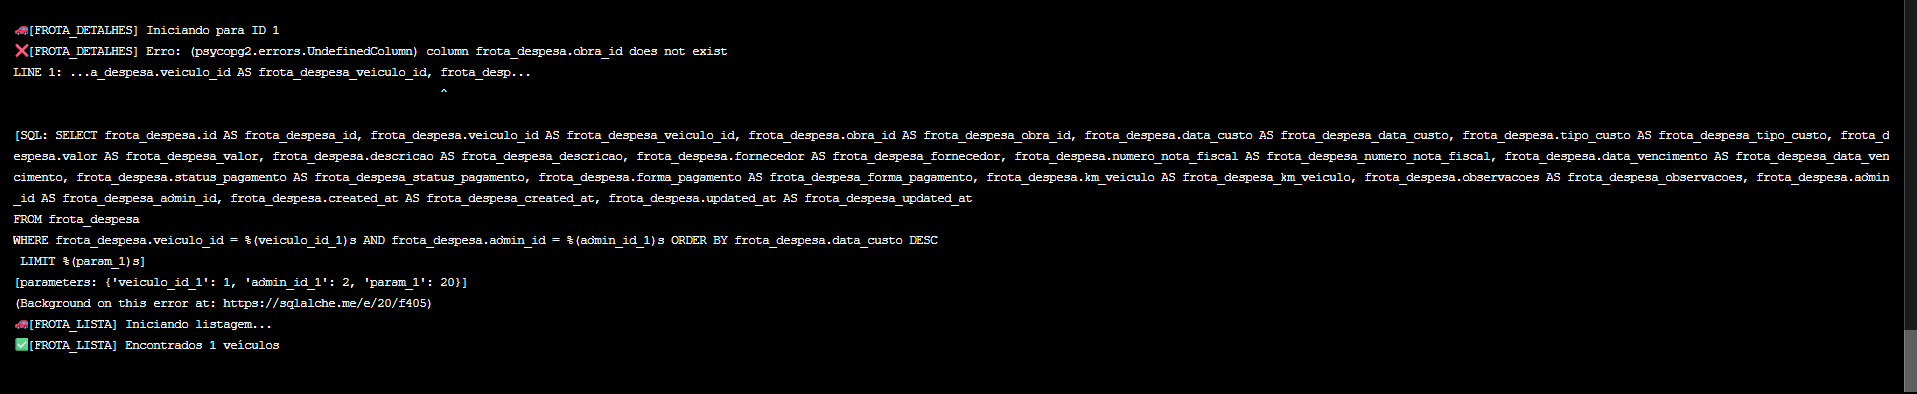 🚗[FROTA_DETALHES] Iniciando para ID 1
❌[FROTA_DETALHES] Erro: (psycopg2.errors.UndefinedColumn) column frota_despesa.obra_id does not exist
LINE 1: ...a_despesa.veiculo_id AS frota_despesa_veiculo_id, frota_desp...
^
[SQL: SELECT frota_despesa.id AS frota_despesa_id, frota_despesa.veiculo_id AS frota_despesa_veiculo_id, frota_despesa.obra_id AS frota_despesa_obra_id, frota_despesa.data_custo AS frota_despesa_data_custo, frota_despesa.tipo_custo AS frota_despesa_tipo_custo, frota_d
espesa.valor AS frota_despesa_valor, frota_despesa.descricao AS frota_despesa_descricao, frota_despesa.fornecedor AS frota_despesa_fornecedor, frota_despesa.numero_nota_fiscal AS frota_despesa_numero_nota_fiscal, frota_despesa.data_vencimento AS frota_despesa_data_ven
cimento, frota_despesa.status_pagamento AS frota_despesa_status_pagamento, frota_despesa.forma_pagamento AS frota_despesa_forma_pagamento, frota_despesa.km_veiculo AS frota_despesa_km_veiculo, frota_despesa.observacoes AS frota_despesa_observacoes, frota_despesa.admin
_id AS frota_despesa_admin_id, frota_despesa.created_at AS frota_despesa_created_at, frota_despesa.updated_at AS frota_despesa_updated_at
FROM frota_despesa
WHERE frota_despesa.veiculo_id = %(veiculo_id_1)s AND frota_despesa.admin_id = %(admin_id_1)s ORDER BY frota_despesa.data_custo DESC
LIMIT %(param_1)s]
[parameters: {'veiculo_id_1': 1, 'admin_id_1': 2, 'param_1': 20}]
(Background on this error at: https://sqlalche.me/e/20/f405)
🚗[FROTA_LISTA] Iniciando listagem...
✅[FROTA_LISTA] Encontrados 1 veículos